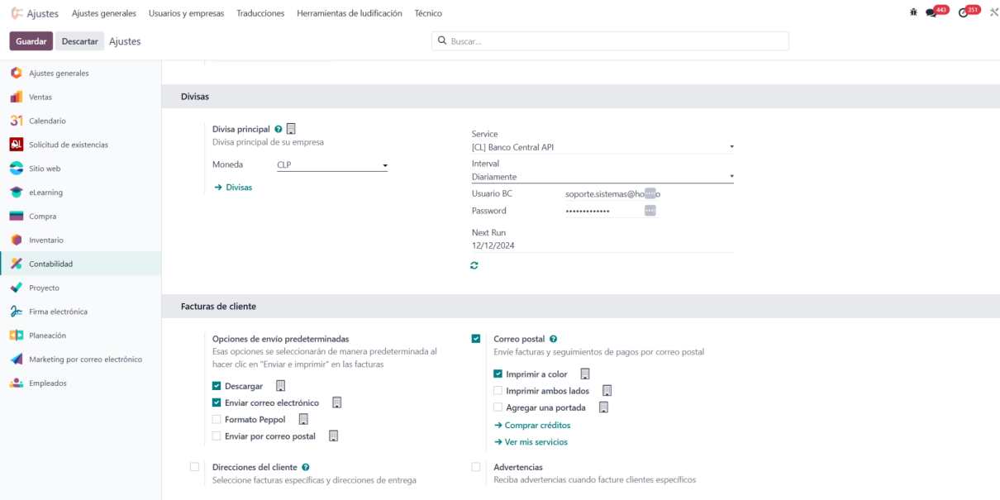 Ajustes Ajustes generales Usuarios y empresas Traducciones Herramientas de ludificación Técnico 443 351
Guardar Descartar Ajustes Buscar...
Ajustes generales
Ventas
31 Calendario
Solicitud de existencias
Sitio web
eLearning
Compra
Inventario
Contabilidad
Proyecto
Firma electrónica
Planeación
Marketing por correo electrónico
Empleados
Divisas
Divisa principal ?
Divisa principal de su empresa
Moneda CLP
→ Divisas
Service
[CL] Banco Central API
Interval
Diariamente
Usuario BC soporte.sistemas@ho
Password •••••••••••••
Next Run
12/12/2024
Facturas de cliente
Opciones de envío predeterminadas
Esas opciones se seleccionarán de manera predeterminada al
hacer clic en "Enviar e imprimir" en las facturas
Descargar
Enviar correo electrónico
Formato Peppol
Enviar por correo postal
Correo postal ?
Envíe facturas y seguimientos de pagos por correo postal
Imprimir a color
Imprimir ambos lados
Agregar una portada
→ Comprar créditos
→ Ver mis servicios
Direcciones del cliente ?
Seleccione facturas específicas y direcciones de entrega
Advertencias
Reciba advertencias cuando facture clientes específicos